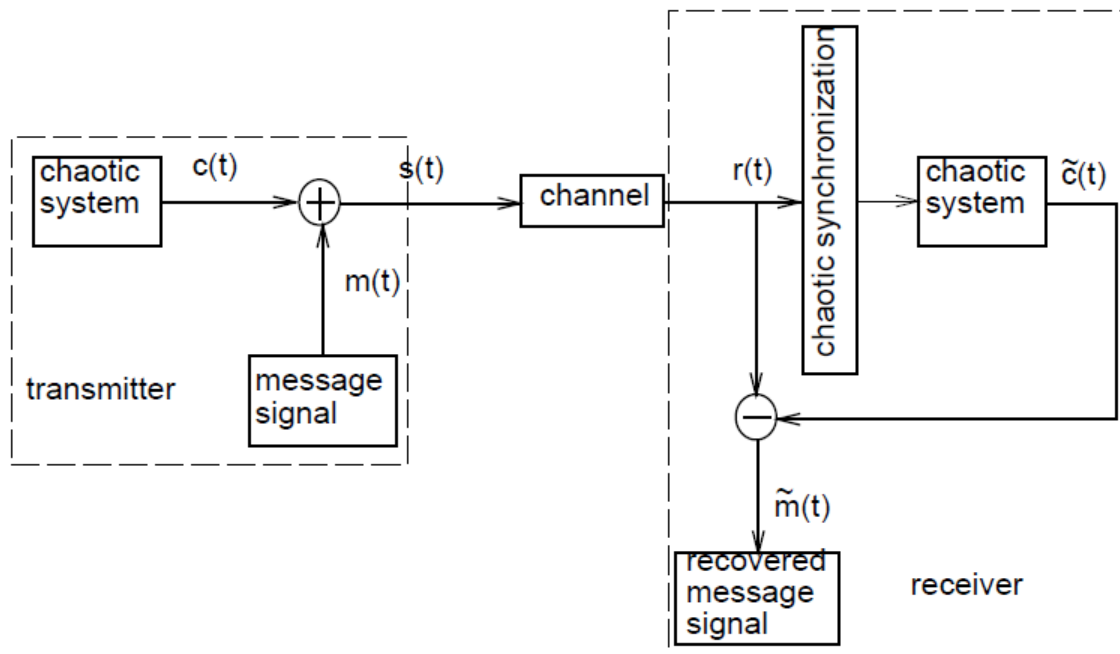 chaotic
system
c(t)
s(t)
m(t)
message
signal
transmitter
channel
r(t)
chaotic synchronization
chaotic
system
c̃(t)
m̃(t)
recovered
message
signal
receiver